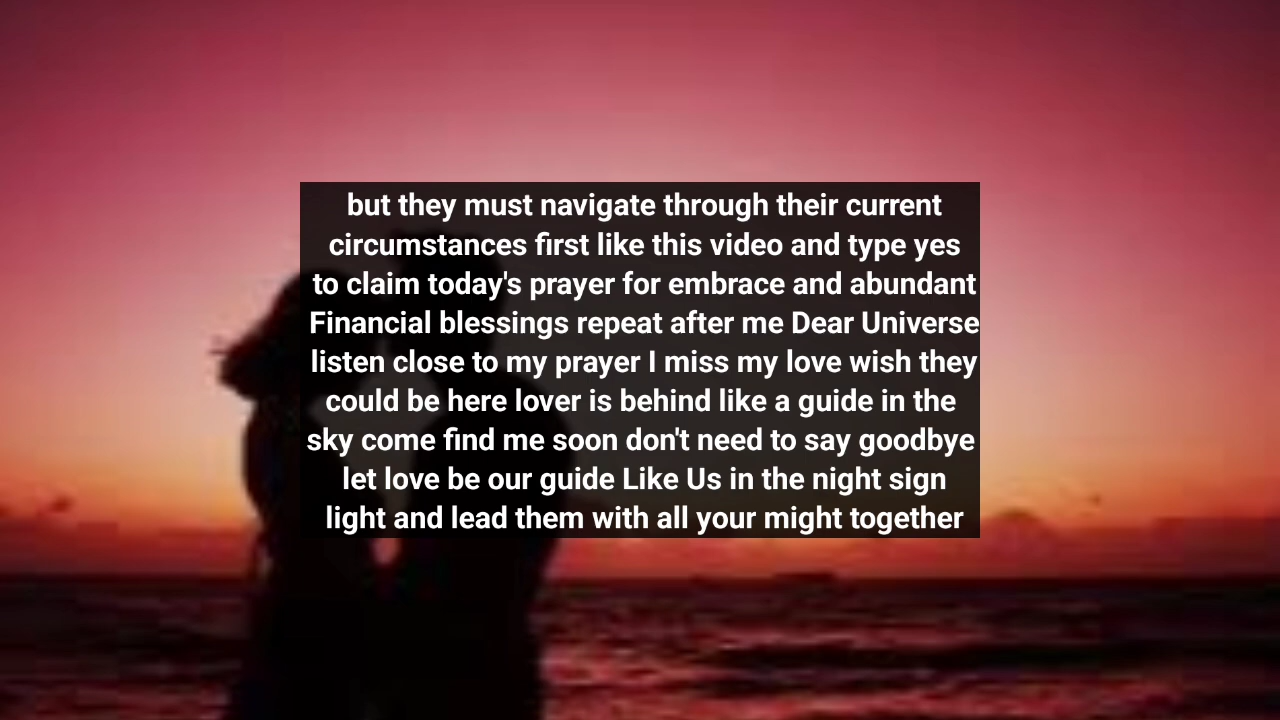 but they must navigate through their current
circumstances first like this video and type yes
to claim today's prayer for embrace and abundant
Financial blessings repeat after me Dear Universe
listen close to my prayer I miss my love wish they
could be here lover is behind like a guide in the
sky come find me soon don't need to say goodbye
let love be our guide Like Us in the night sign
light and lead them with all your might together